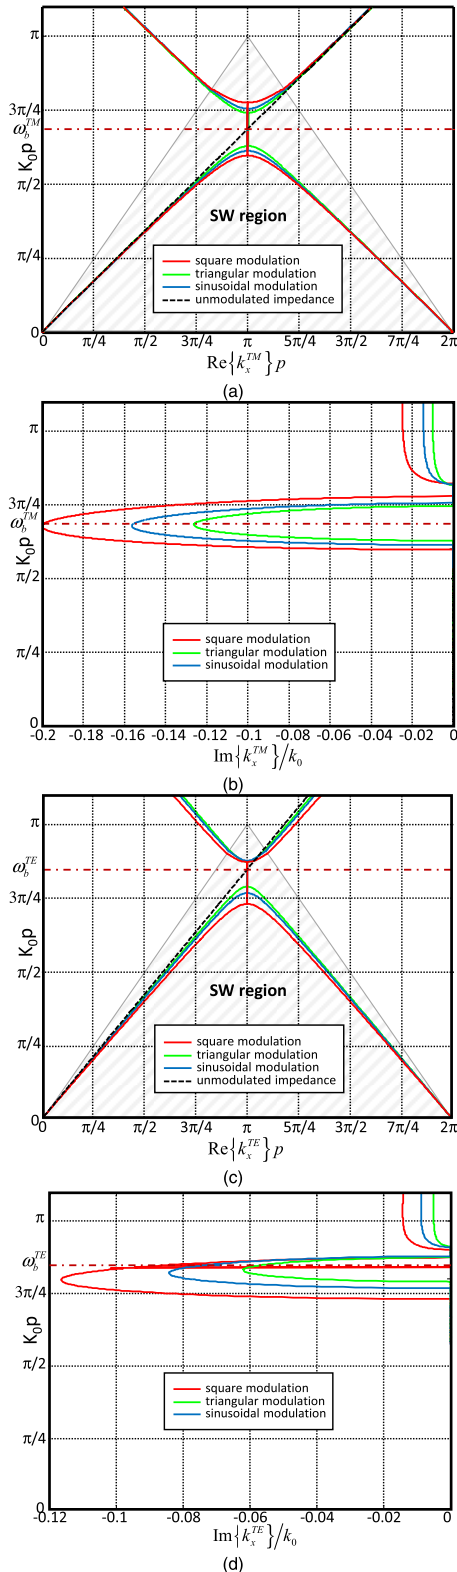 π
3π/4
ω_b^TM
K₀p
π/2
SW region
π/4
square modulation
triangular modulation
sinusoidal modulation
unmodulated impedance
0
0 π/4 π/2 3π/4 π 5π/4 3π/2 7π/4 2π
Re{k_x^TM}p
(a)
π
3π/4
ω_b^TM
K₀p
π/2
π/4
square modulation
triangular modulation
sinusoidal modulation
0
-0.2 -0.18 -0.16 -0.14 -0.12 -0.1 -0.08 -0.06 -0.04 -0.02 0
Im{k_x^TM}/k₀
(b)
π
ω_b^TE
3π/4
K₀p
π/2
SW region
π/4
square modulation
triangular modulation
sinusoidal modulation
unmodulated impedance
0
0 π/4 π/2 3π/4 π 5π/4 3π/2 7π/4 2π
Re{k_x^TE}p
(c)
π
ω_b^TE
3π/4
K₀p
π/2
square modulation
triangular modulation
sinusoidal modulation
π/4
0
-0.12 -0.1 -0.08 -0.06 -0.04 -0.02 0
Im{k_x^TE}/k₀
(d)